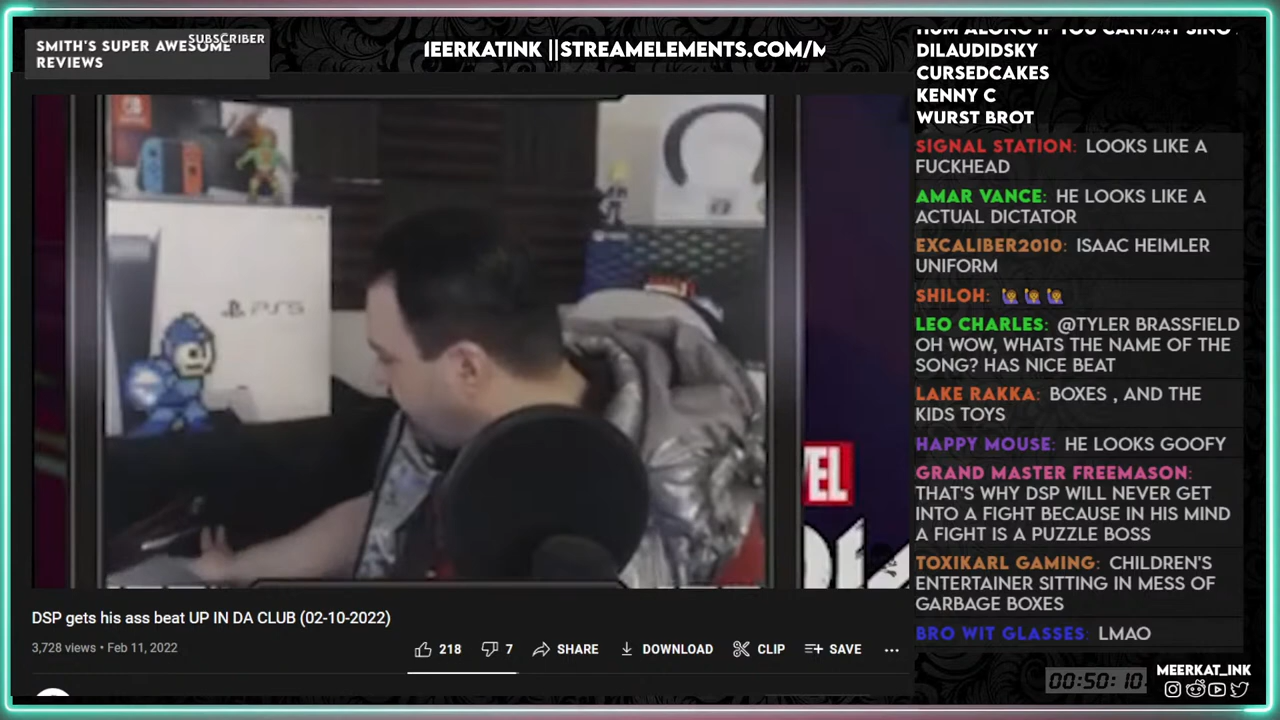 SMITH'S SUPER AWESOME
REVIEWS
SUBSCRIBER
IEERKATINK ||STREAMELEMENTS.COM/M
HUM ALONG IF YOU
DILAUDIDSKY
CURSEDCAKES
KENNY C
WURST BROT
SIGNAL STATION: LOOKS LIKE A
FUCKHEAD
AMAR VANCE: HE LOOKS LIKE A
ACTUAL DICTATOR
EXCALIBER2010: ISAAC HEIMLER
UNIFORM
SHILOH: 🙋🙋🙋
LEO CHARLES: @TYLER BRASSFIELD
OH WOW, WHATS THE NAME OF THE
SONG? HAS NICE BEAT
LAKE RAKKA: BOXES , AND THE
KIDS TOYS
HAPPY MOUSE: HE LOOKS GOOFY
GRAND MASTER FREEMASON:
THAT'S WHY DSP WILL NEVER GET
INTO A FIGHT BECAUSE IN HIS MIND
A FIGHT IS A PUZZLE BOSS
TOXIKARL GAMING: CHILDREN'S
ENTERTAINER SITTING IN MESS OF
GARBAGE BOXES
BRO WIT GLASSES: LMAO
PS5
VEL
DSP gets his ass beat UP IN DA CLUB (02-10-2022)
3,728 views • Feb 11, 2022
218
7
SHARE
DOWNLOAD
CLIP
SAVE
...
00:50:10
MEERKAT_INK